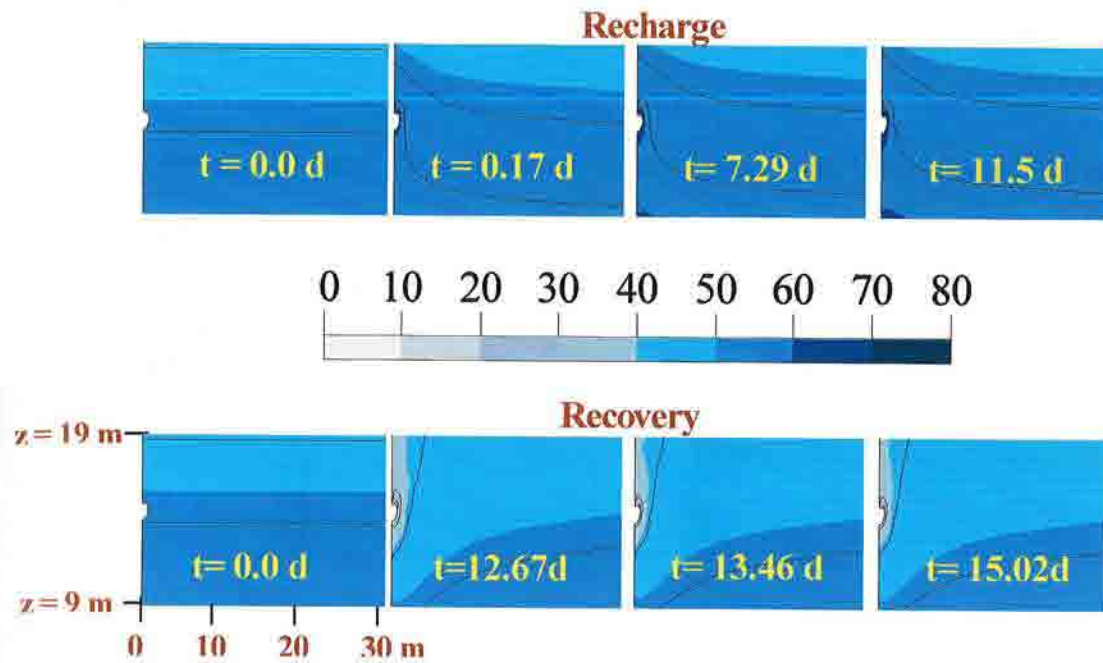 Recharge
t = 0.0 d
t = 0.17 d
t= 7.29 d
t= 11.5 d
0 10 20 30 40 50 60 70 80
Recovery
z = 19 m
t= 0.0 d
t=12.67d
t= 13.46 d
t= 15.02d
z = 9 m
0 10 20 30 m